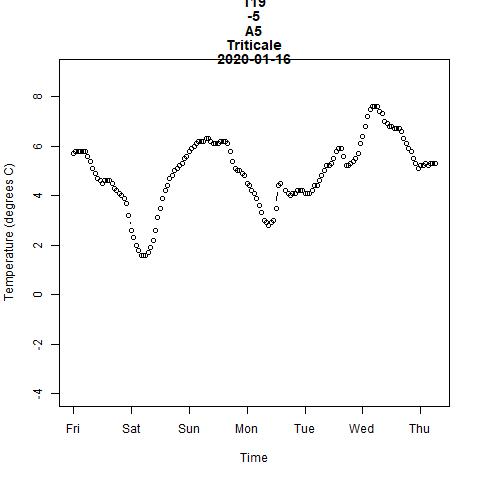 T19
-5
A5
Triticale
2020-01-16
Temperature (degrees C)
8
6
4
2
0
-2
-4
Fri Sat Sun Mon Tue Wed Thu
Time